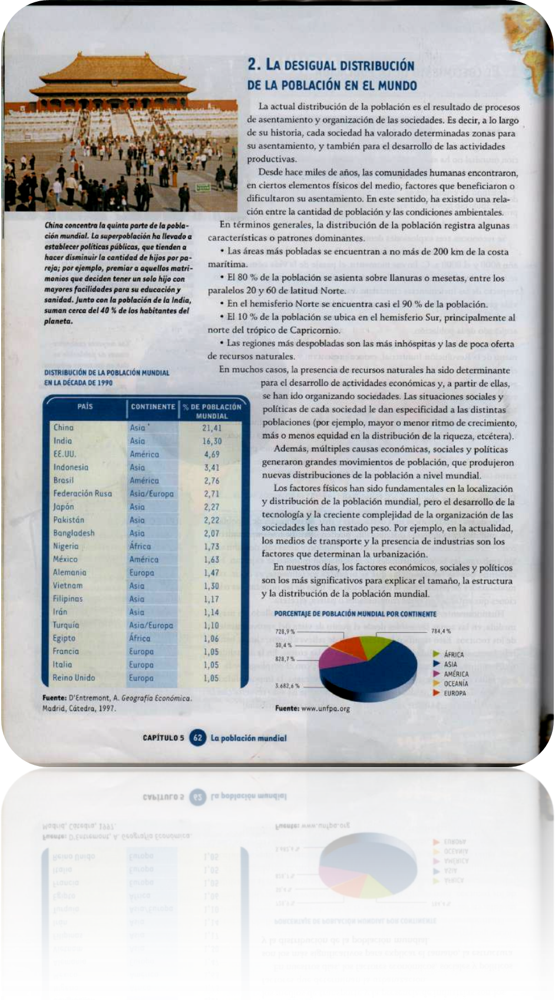 2. LA DESIGUAL DISTRIBUCIÓN
DE LA POBLACIÓN EN EL MUNDO
La actual distribución de la población es el resultado de procesos
de asentamiento y organización de las sociedades. Es decir, a lo largo
de su historia, cada sociedad ha valorado determinadas zonas para
su asentamiento, y también para el desarrollo de las actividades
productivas.
Desde hace miles de años, las comunidades humanas encontraron,
en ciertos elementos físicos del medio, factores que beneficiaron o
dificultaron su asentamiento. En este sentido, ha existido una rela-
ción entre la cantidad de población y las condiciones ambientales.
En términos generales, la distribución de la población registra algunas
características o patrones dominantes.
• Las áreas más pobladas se encuentran a no más de 200 km de la costa
marítima.
• El 80 % de la población se asienta sobre llanuras o mesetas, entre los
paralelos 20 y 60 de latitud Norte.
• En el hemisferio Norte se encuentra casi el 90 % de la población.
• El 10 % de la población se ubica en el hemisferio Sur, principalmente al
norte del trópico de Capricornio.
• Las regiones más despobladas son las más inhóspitas y las de poca oferta
de recursos naturales.
En muchos casos, la presencia de recursos naturales ha sido determinante
para el desarrollo de actividades económicas y, a partir de ellas,
se han ido organizando sociedades. Las situaciones sociales y
políticas de cada sociedad le dan especificidad a las distintas
poblaciones (por ejemplo, mayor o menor ritmo de crecimiento,
más o menos equidad en la distribución de la riqueza, etcétera).
Además, múltiples causas económicas, sociales y políticas
generaron grandes movimientos de población, que produjeron
nuevas distribuciones de la población a nivel mundial.
Los factores físicos han sido fundamentales en la localización
y distribución de la población mundial, pero el desarrollo de la
tecnología y la creciente complejidad de la organización de las
sociedades les han restado peso. Por ejemplo, en la actualidad,
los medios de transporte y la presencia de industrias son los
factores que determinan la urbanización.
En nuestros días, los factores económicos, sociales y políticos
son los más significativos para explicar el tamaño, la estructura
y la distribución de la población mundial.
China concentra la quinta parte de la pobla-
ción mundial. La superpoblación ha llevado a
establecer políticas públicas, que tienden a
hacer disminuir la cantidad de hijos por pa-
reja; por ejemplo, premiar a aquellos matri-
monios que deciden tener un solo hijo con
mayores facilidades para su educación y
sanidad. Junto con la población de la India,
suman cerca del 40 % de los habitantes del
planeta.
DISTRIBUCIÓN DE LA POBLACIÓN MUNDIAL
EN LA DÉCADA DE 1990
PAÍS CONTINENTE % DE POBLACIÓN
MUNDIAL
China Asia 21,41
India Asia 16,30
EE.UU. América 4,69
Indonesia Asia 3,41
Brasil América 2,76
Federación Rusa Asia/Europa 2,71
Japón Asia 2,27
Pakistán Asia 2,22
Bangladesh Asia 2,07
Nigeria África 1,73
México América 1,63
Alemania Europa 1,47
Vietnam Asia 1,30
Filipinas Asia 1,17
Irán Asia 1,14
Turquía Asia/Europa 1,10
Egipto África 1,06
Francia Europa 1,05
Italia Europa 1,05
Reino Unido Europa 1,05
Fuente: D'Entremont, A. Geografía Económica.
Madrid, Cátedra, 1997.
PORCENTAJE DE POBLACIÓN MUNDIAL POR CONTINENTE
728,9 %
30,4 %
828,7 %
3.682,6 %
784,4 %
ÁFRICA
ASIA
AMÉRICA
OCEANÍA
EUROPA
Fuente: www.unfpa.org
CAPÍTULO 5 62 La población mundial